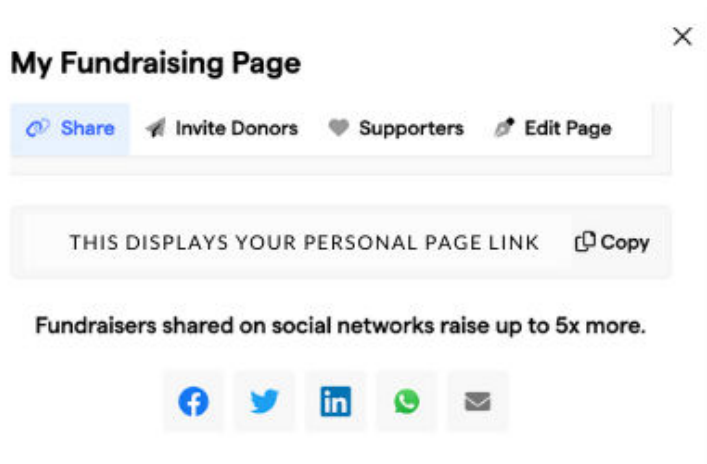 My Fundraising Page
Share Invite Donors Supporters Edit Page
THIS DISPLAYS YOUR PERSONAL PAGE LINK Copy
Fundraisers shared on social networks raise up to 5x more.
in